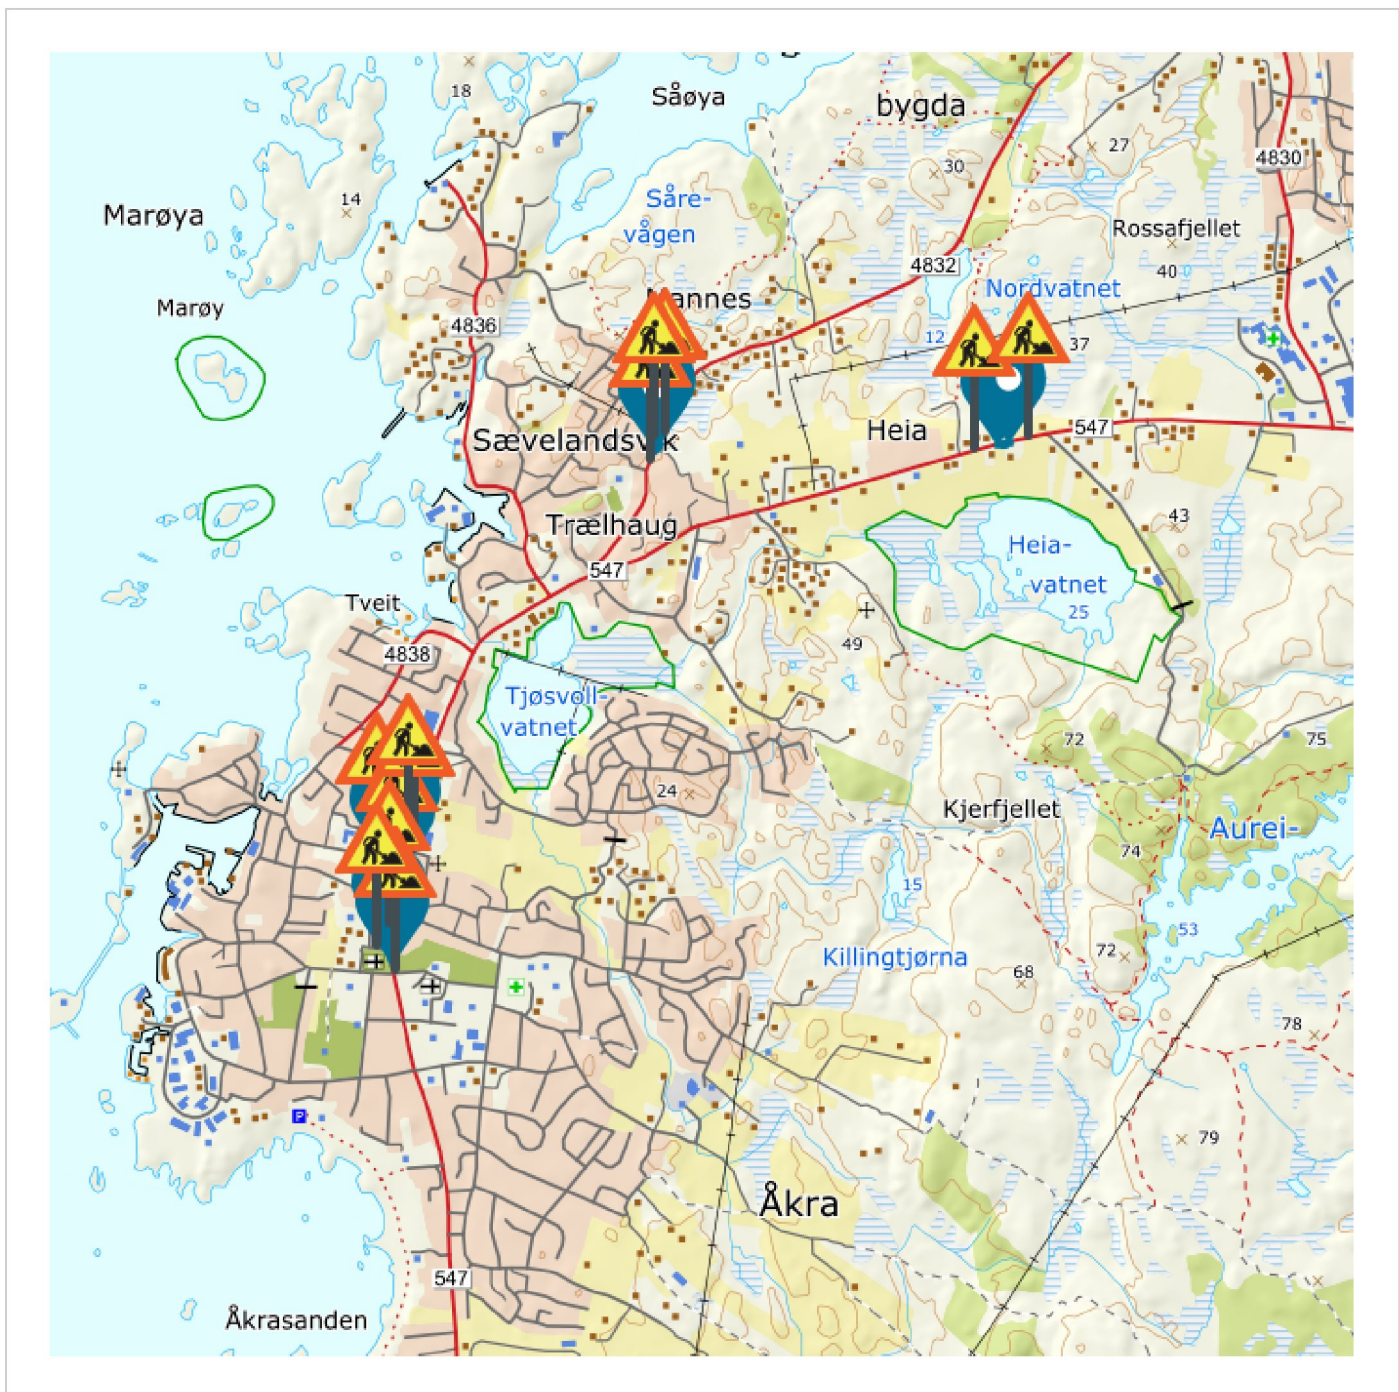 18
Såøya
bygda
27
4830
30
14
Marøya
Såre-
vågen
Rossafjellet
4832
40
Nordvatnet
Marøy
4836
12
37
Heia
547
Sævelandsvik
43
Trælhaug
Heia-
vatnet
25
547
Tveit
49
4838
Tjøsvoll-
vatnet
72
75
24
Kjerfjellet
Aurei-
74
15
53
72
Killingtjørna
68
78
P
79
Åkra
547
Åkrasanden